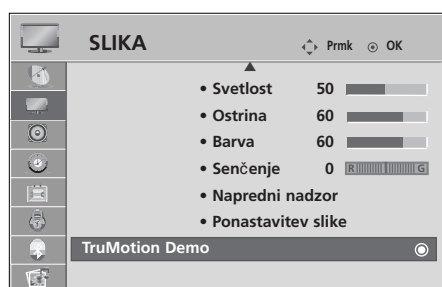 SLIKA Prmk OK
• Svetlost 50
• Ostrina 60
• Barva 60
• Senčenje 0 R G
• Napredni nadzor
• Ponastavitev slike
TruMotion Demo